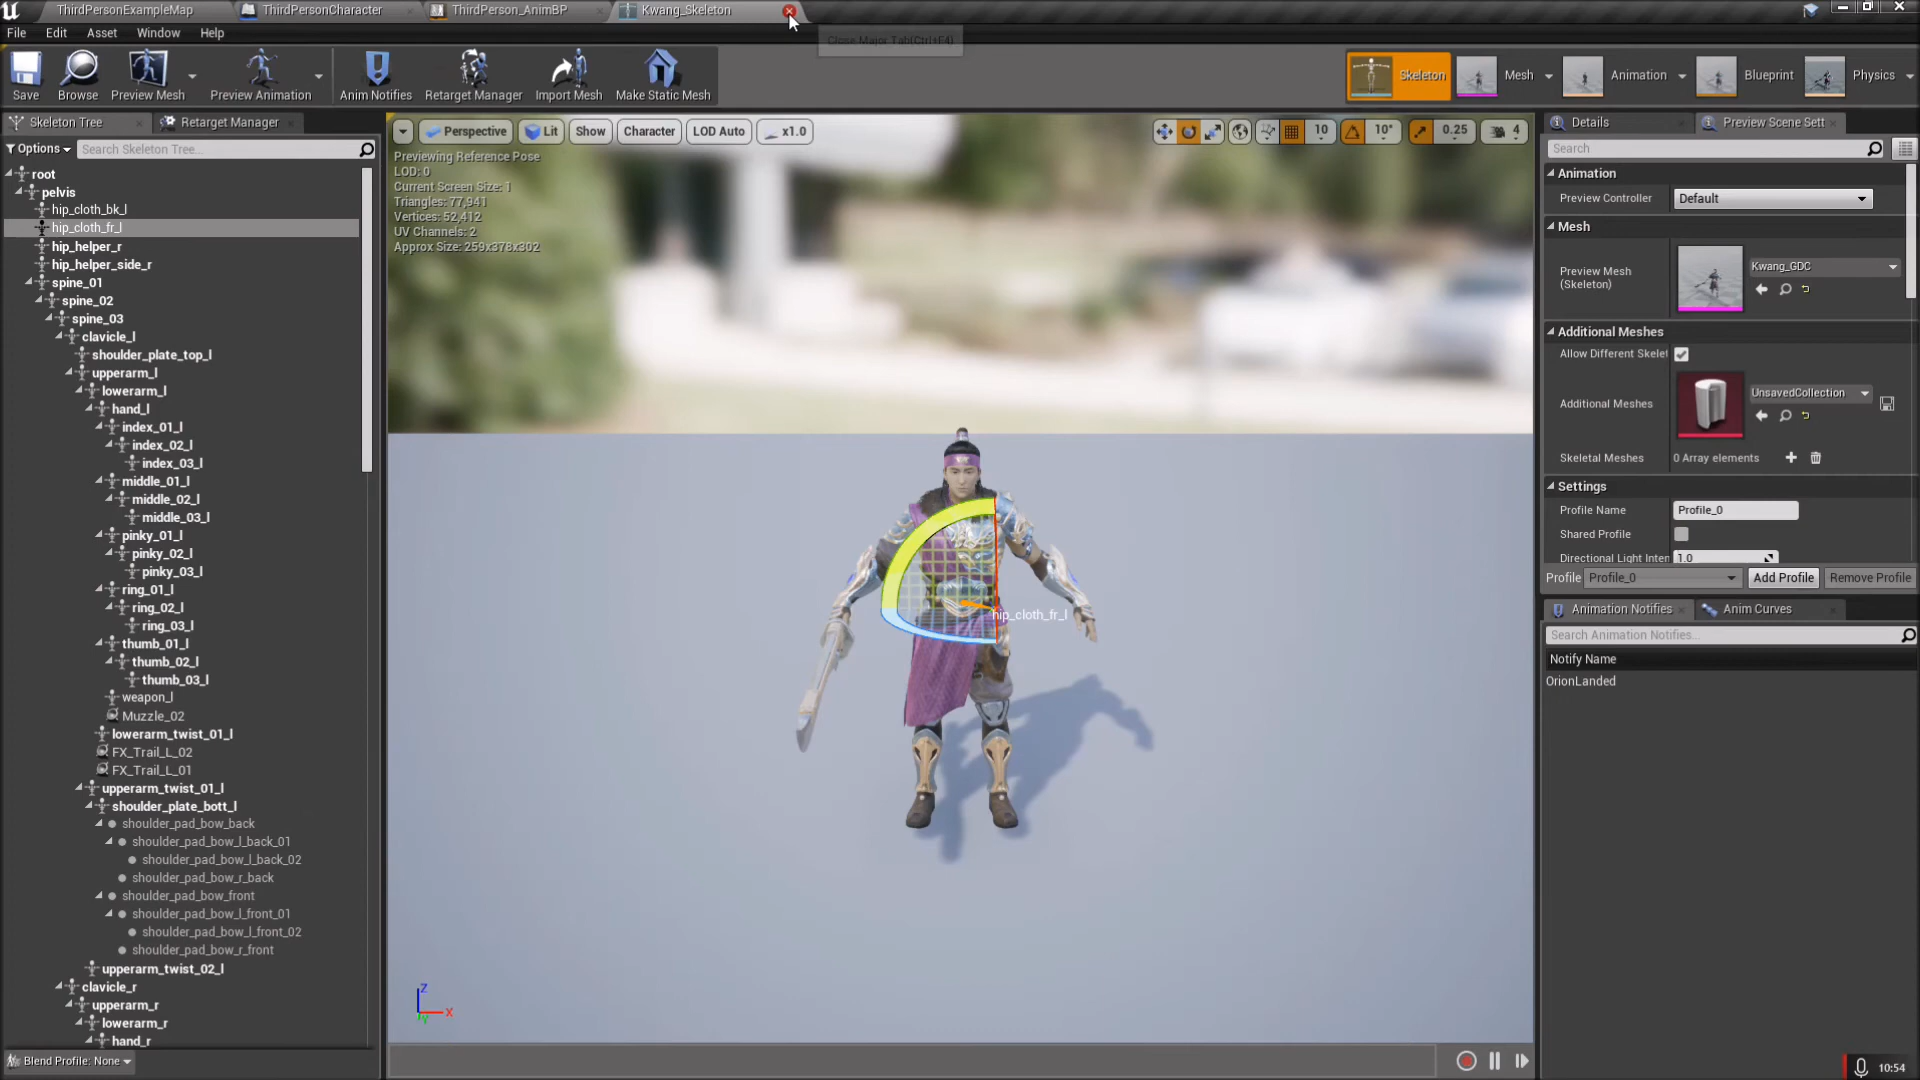 ThirdPersonExampleMap
ThirdPersonCharacter
ThirdPerson_AnimBP
Kwang_Skeleton
Close Major Tab(Ctrl+F4)
File Edit Asset Window Help
Save
Browse
Preview Mesh
Preview Animation
Anim Notifies
Retarget Manager
Import Mesh
Make Static Mesh
Skeleton
Mesh
Animation
Blueprint
Physics
Skeleton Tree
Retarget Manager
Options
Search Skeleton Tree...
root
pelvis
hip_cloth_bk_l
hip_cloth_fr_l
hip_helper_r
hip_helper_side_r
spine_01
spine_02
spine_03
clavicle_l
shoulder_plate_top_l
upperarm_l
lowerarm_l
hand_l
index_01_l
index_02_l
index_03_l
middle_01_l
middle_02_l
middle_03_l
pinky_01_l
pinky_02_l
pinky_03_l
ring_01_l
ring_02_l
ring_03_l
thumb_01_l
thumb_02_l
thumb_03_l
weapon_l
Muzzle_02
lowerarm_twist_01_l
FX_Trail_L_02
FX_Trail_L_01
upperarm_twist_01_l
shoulder_plate_bott_l
shoulder_pad_bow_back
shoulder_pad_bow_l_back_01
shoulder_pad_bow_l_back_02
shoulder_pad_bow_r_back
shoulder_pad_bow_front
shoulder_pad_bow_l_front_01
shoulder_pad_bow_l_front_02
shoulder_pad_bow_r_front
upperarm_twist_02_l
clavicle_r
upperarm_r
lowerarm_r
hand_r
Blend Profile: None
Perspective
Lit
Show
Character
LOD Auto
x1.0
10
10°
0.25
4
Previewing Reference Pose
LOD: 0
Current Screen Size: 1
Triangles: 77,941
Vertices: 52,412
UV Channels: 2
Approx Size: 259x378x302
hip_cloth_fr_l
Z
X
Y
Details
Preview Scene Sett
Search
Animation
Preview Controller
Default
Mesh
Preview Mesh
(Skeleton)
Kwang_GDC
Additional Meshes
Allow Different Skelet
Additional Meshes
UnsavedCollection
Skeletal Meshes
0 Array elements
Settings
Profile Name
Profile_0
Shared Profile
Directional Light Inten
1.0
Profile
Profile_0
Add Profile
Remove Profile
Animation Notifies
Anim Curves
Search Animation Notifies...
Notify Name
OrionLanded
10:54